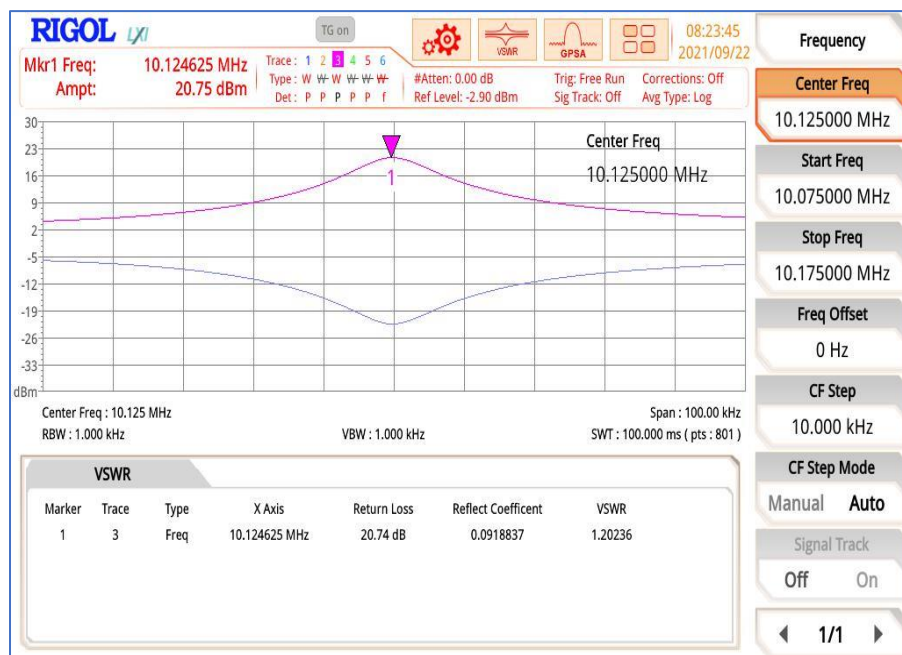 RIGOL LXI
TG on
VSWR
GPSA
08:23:45
2021/09/22
Mkr1 Freq: 10.124625 MHz
Ampt: 20.75 dBm
Trace: 1 2 3 4 5 6
Type: W W W W W W
Det: P P P P P f
#Atten: 0.00 dB
Ref Level: -2.90 dBm
Trig: Free Run
Sig Track: Off
Corrections: Off
Avg Type: Log
30
23
16
9
2
-5
-12
-19
-26
-33
dBm
1
Center Freq
10.125000 MHz
Center Freq : 10.125 MHz
Span : 100.00 kHz
RBW : 1.000 kHz
VBW : 1.000 kHz
SWT : 100.000 ms ( pts : 801 )
VSWR
Marker Trace Type X Axis Return Loss Reflect Coefficent VSWR
1 3 Freq 10.124625 MHz 20.74 dB 0.0918837 1.20236
Frequency
Center Freq
10.125000 MHz
Start Freq
10.075000 MHz
Stop Freq
10.175000 MHz
Freq Offset
0 Hz
CF Step
10.000 kHz
CF Step Mode
Manual Auto
Signal Track
Off On
1/1